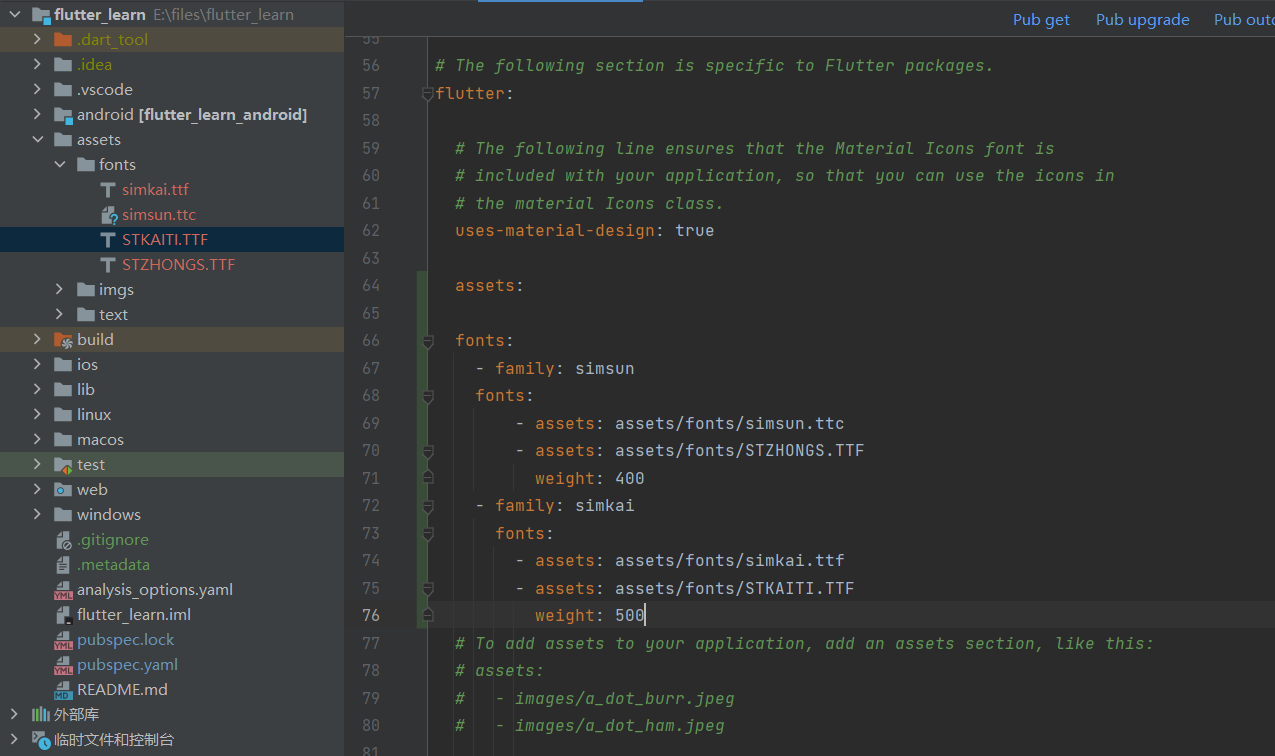 flutter_learn E:\files\flutter_learn
.dart_tool
.idea
.vscode
android [flutter_learn_android]
assets
fonts
simkai.ttf
simsun.ttc
STKAITI.TTF
STZHONGS.TTF
imgs
text
build
ios
lib
linux
macos
test
web
windows
.gitignore
.metadata
analysis_options.yaml
flutter_learn.iml
pubspec.lock
pubspec.yaml
README.md
外部库
临时文件和控制台
Pub get Pub upgrade Pub outo
55
56 # The following section is specific to Flutter packages.
57 flutter:
58
59 # The following line ensures that the Material Icons font is
60 # included with your application, so that you can use the icons in
61 # the material Icons class.
62 uses-material-design: true
63
64 assets:
65
66 fonts:
67 - family: simsun
68 fonts:
69 - assets: assets/fonts/simsun.ttc
70 - assets: assets/fonts/STZHONGS.TTF
71 weight: 400
72 - family: simkai
73 fonts:
74 - assets: assets/fonts/simkai.ttf
75 - assets: assets/fonts/STKAITI.TTF
76 weight: 500
77 # To add assets to your application, add an assets section, like this:
78 # assets:
79 # - images/a_dot_burr.jpeg
80 # - images/a_dot_ham.jpeg
81